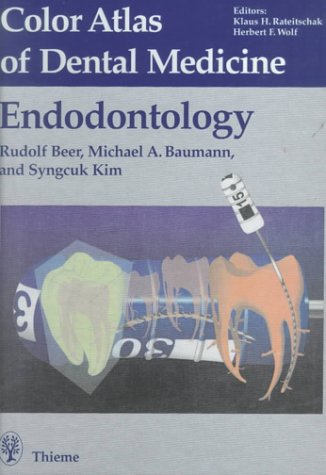 Color Atlas
of Dental Medicine
Editors:
Klaus H. Rateitschak
Herbert F. Wolf
Endodontology
Rudolf Beer, Michael A. Baumann,
and Syngcuk Kim
15
30
Thieme